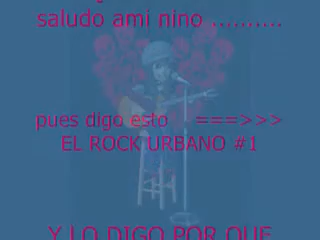 saludo ami nino ..........
pues digo esto ===>>>
EL ROCK URBANO #1
Y LO DIGO POR QUE